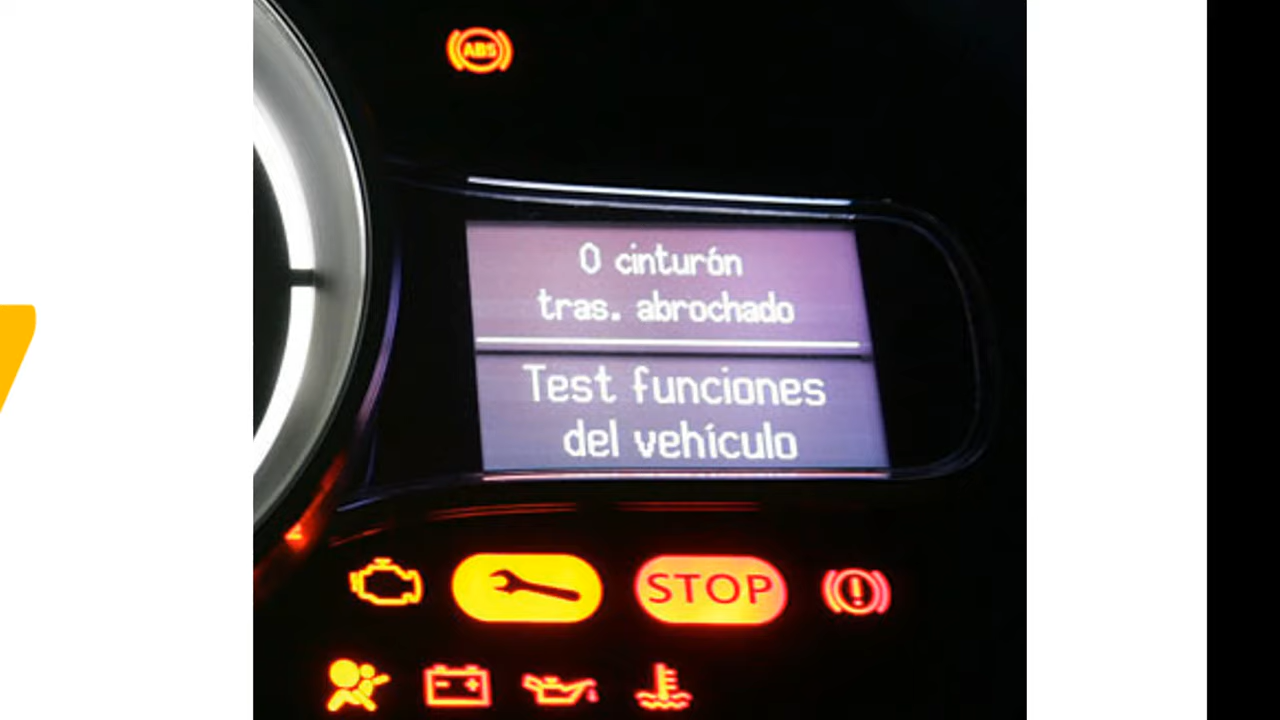 ABS
0 cinturón
tras. abrochado
Test funciones
del vehículo
STOP